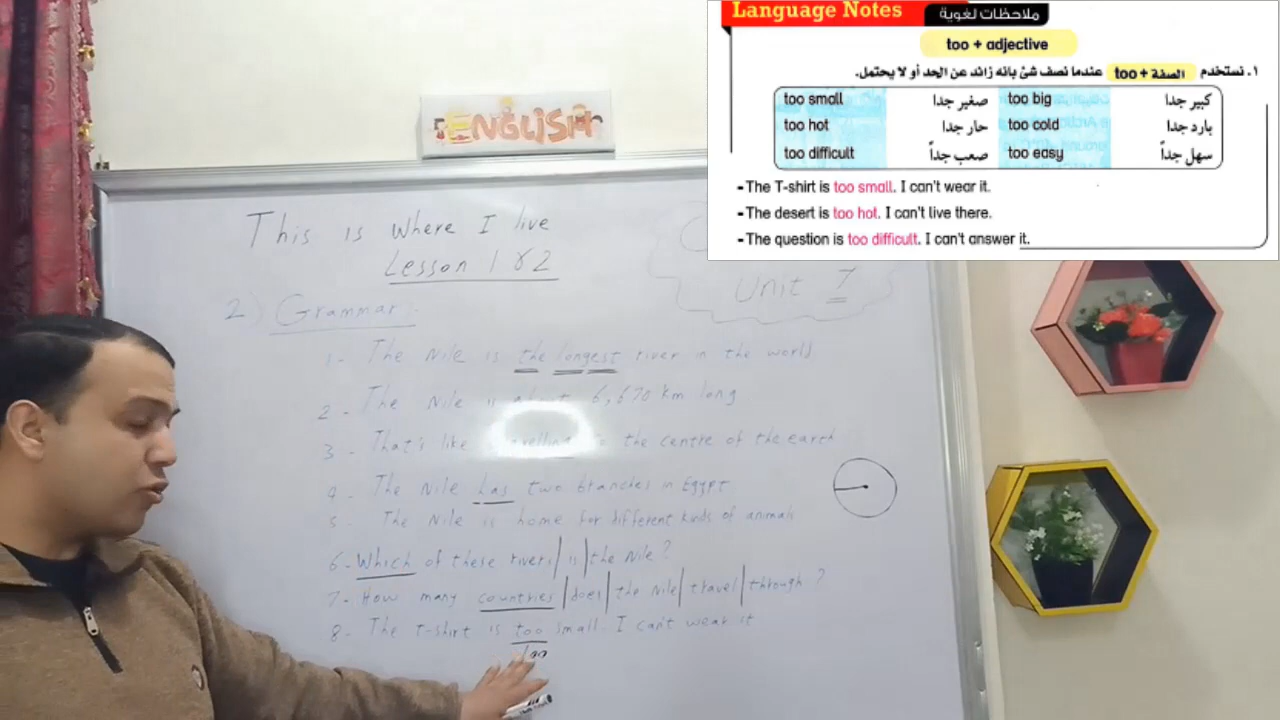 Language Notes ملاحظات لغوية
too + adjective
١. نستخدم too + الصفة عندما نصف شئ بانه زائد عن الحد أو لا يحتمل.
too small صغير جدا too big كبير جدا
too hot حار جدا too cold بارد جدا
too difficult صعب جداً too easy سهل جداً
- The T-shirt is too small. I can't wear it.
- The desert is too hot. I can't live there.
- The question is too difficult. I can't answer it.
ENGLISH
This is where I live
Lesson 1 & 2
Unit 7
2) Grammar:
1- The Nile is the longest river in the world
2- The Nile is about 6,670 km long
3- That's like travelling to the centre of the earth
4- The Nile has two branches in Egypt
5- The Nile is home for different kinds of animals
6- Which of these rivers is the Nile?
7- How many countries does the Nile travel through?
8- The t-shirt is too small. I can't wear it